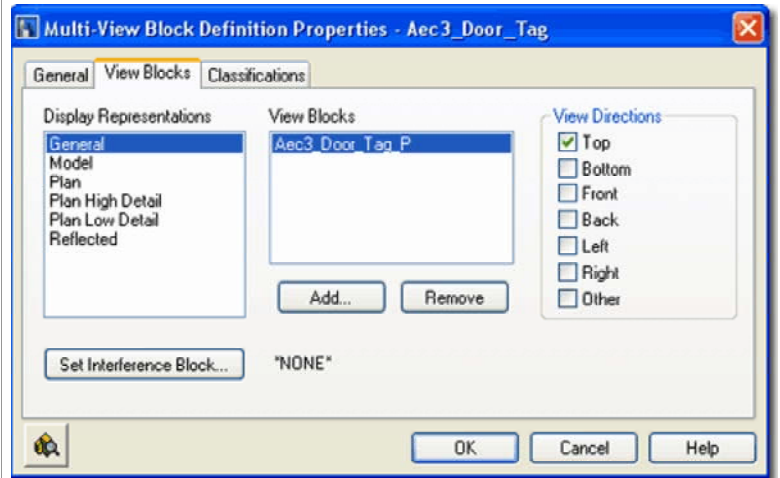 Multi-View Block Definition Properties - Aec3_Door_Tag
General View Blocks Classifications
Display Representations
General
Model
Plan
Plan High Detail
Plan Low Detail
Reflected
View Blocks
Aec3_Door_Tag_P
Add... Remove
View Directions
Top
Bottom
Front
Back
Left
Right
Other
Set Interference Block... "NONE"
OK Cancel Help